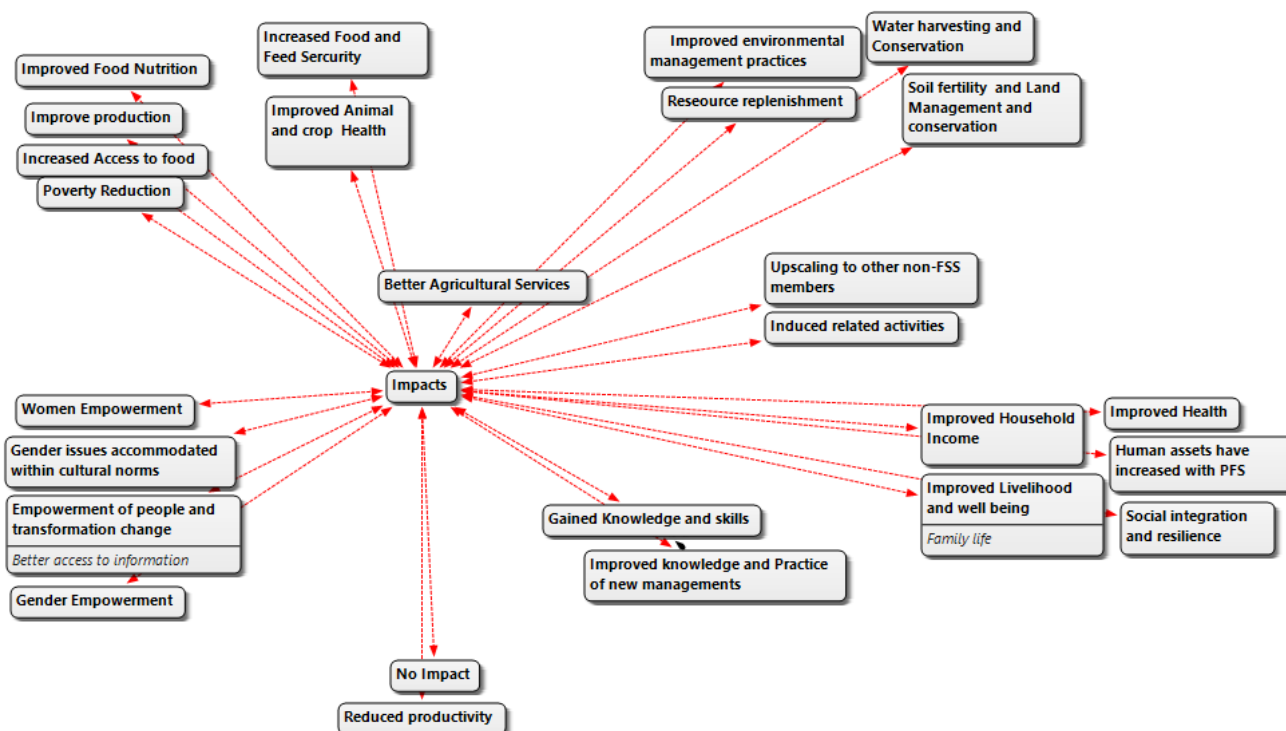 Increased Food and
Feed Sercurity
Improved Food Nutrition
Improve production
Increased Access to food
Poverty Reduction
Improved Animal
and crop Health
Improved environmental
management practices
Reseource replenishment
Water harvesting and
Conservation
Soil fertility and Land
Management and
conservation
Better Agricultural Services
Upscaling to other non-FSS
members
Induced related activities
Impacts
Women Empowerment
Gender issues accommodated
within cultural norms
Empowerment of people and
transformation change
Better access to information
Gender Empowerment
Improved Household
Income
Improved Health
Human assets have
increased with PFS
Improved Livelihood
and well being
Family life
Social integration
and resilience
Gained Knowledge and skills
Improved knowledge and Practice
of new managements
No Impact
Reduced productivity